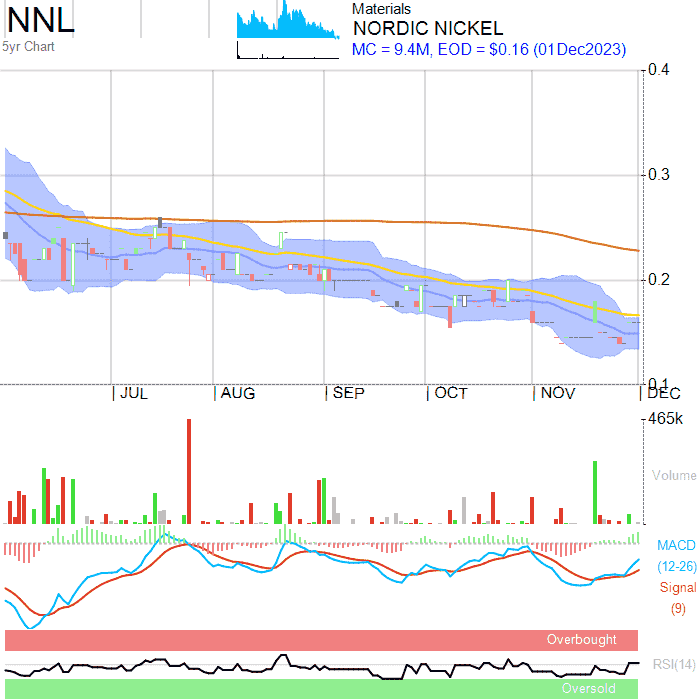 NNL
5yr Chart
Materials
NORDIC NICKEL
MC = 9.4M, EOD = $0.16 (01Dec2023)
0.4
0.3
0.2
0.1
JUL AUG SEP OCT NOV DEC
465k
Volume
MACD
(12-26)
Signal
(9)
Overbought
RSI(14)
Oversold